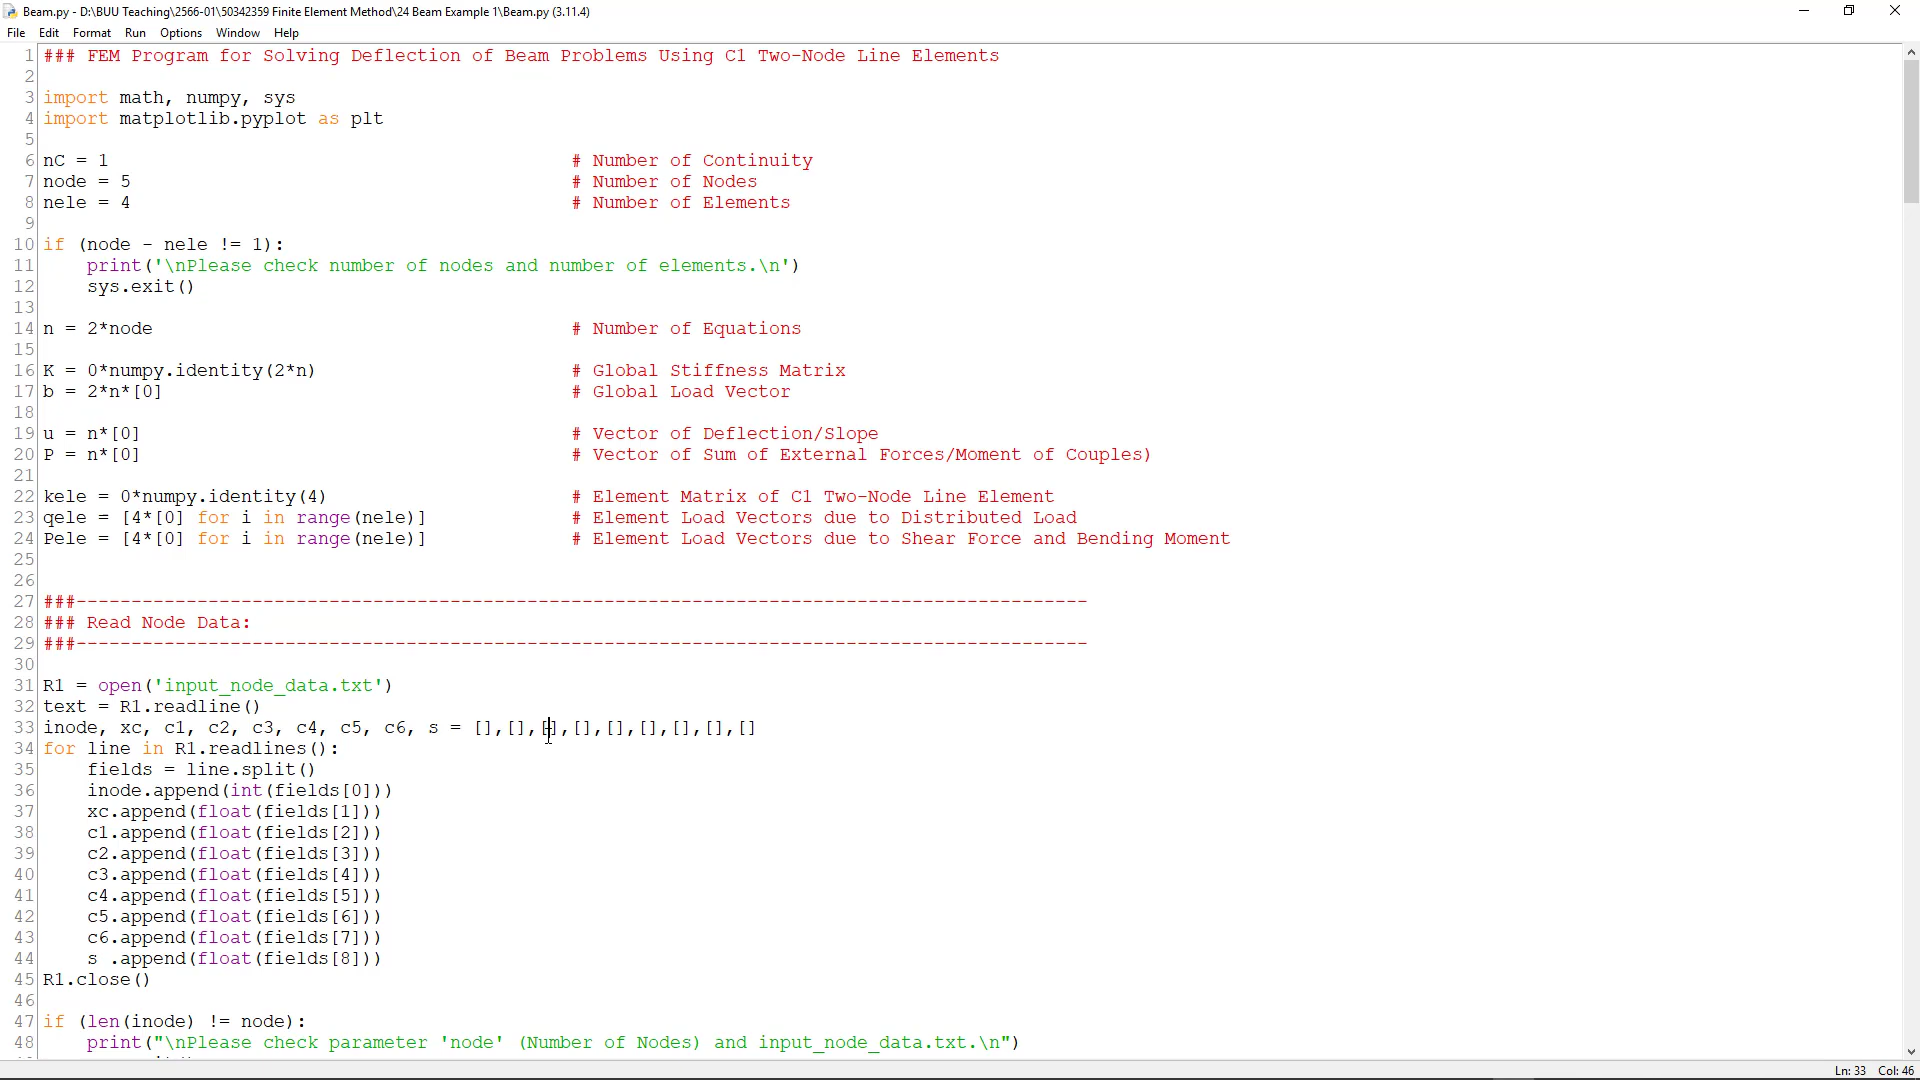 Beam.py - D:\BUU Teaching\2566-01\50342359 Finite Element Method\24 Beam Example 1\Beam.py (3.11.4)
File Edit Format Run Options Window Help
1 ### FEM Program for Solving Deflection of Beam Problems Using C1 Two-Node Line Elements
2
3 import math, numpy, sys
4 import matplotlib.pyplot as plt
5
6 nC = 1 # Number of Continuity
7 node = 5 # Number of Nodes
8 nele = 4 # Number of Elements
9
10 if (node - nele != 1):
11 print('\nPlease check number of nodes and number of elements.\n')
12 sys.exit()
13
14 n = 2*node # Number of Equations
15
16 K = 0*numpy.identity(2*n) # Global Stiffness Matrix
17 b = 2*n*[0] # Global Load Vector
18
19 u = n*[0] # Vector of Deflection/Slope
20 P = n*[0] # Vector of Sum of External Forces/Moment of Couples)
21
22 kele = 0*numpy.identity(4) # Element Matrix of C1 Two-Node Line Element
23 qele = [4*[0] for i in range(nele)] # Element Load Vectors due to Distributed Load
24 Pele = [4*[0] for i in range(nele)] # Element Load Vectors due to Shear Force and Bending Moment
25
26
27 ###--------------------------------------------------------------------------------------------
28 ### Read Node Data:
29 ###--------------------------------------------------------------------------------------------
30
31 R1 = open('input_node_data.txt')
32 text = R1.readline()
33 inode, xc, c1, c2, c3, c4, c5, c6, s = [],[],[],[],[],[],[],[],[]
34 for line in R1.readlines():
35 fields = line.split()
36 inode.append(int(fields[0]))
37 xc.append(float(fields[1]))
38 c1.append(float(fields[2]))
39 c2.append(float(fields[3]))
40 c3.append(float(fields[4]))
41 c4.append(float(fields[5]))
42 c5.append(float(fields[6]))
43 c6.append(float(fields[7]))
44 s .append(float(fields[8]))
45 R1.close()
46
47 if (len(inode) != node):
48 print("\nPlease check parameter 'node' (Number of Nodes) and input_node_data.txt.\n")
Ln: 33 Col: 46